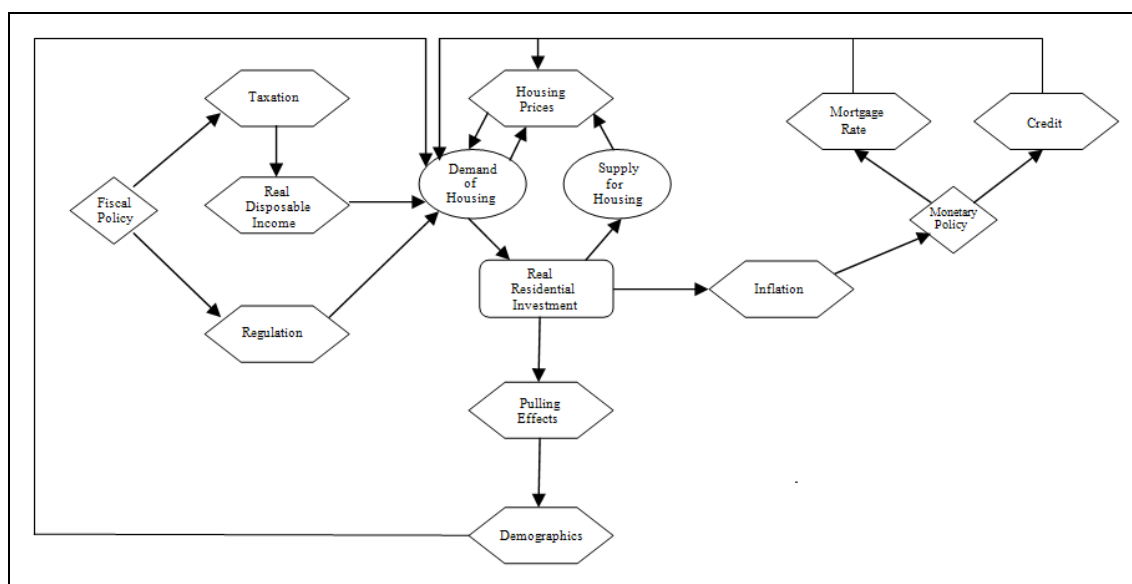 Taxation
Housing
Prices
Mortgage
Rate
Credit
Demand
of
Housing
Supply
for
Housing
Fiscal
Policy
Real
Disposable
Income
Monetary
Policy
Real
Residential
Investment
Inflation
Regulation
Pulling
Effects
Demographics